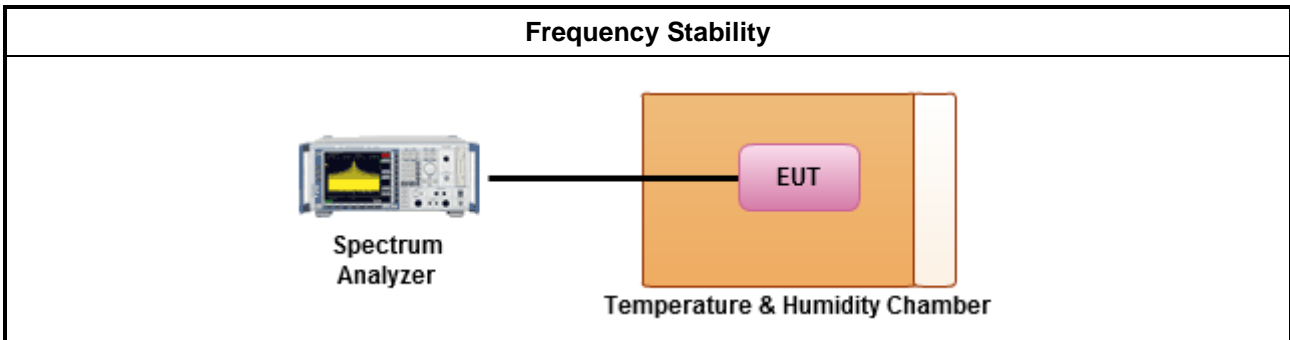 Frequency Stability
EUT
Spectrum
Analyzer
Temperature & Humidity Chamber